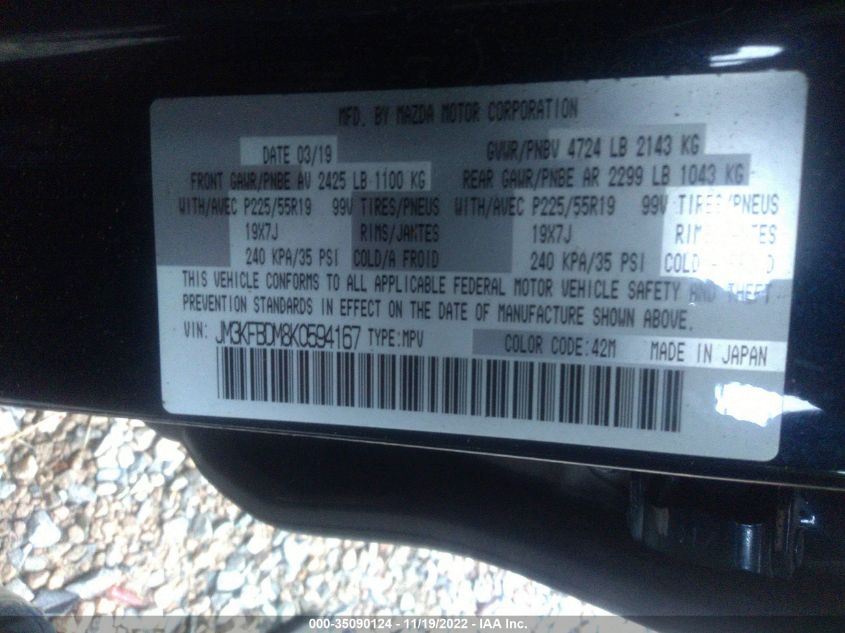 MFD. BY MAZDA MOTOR CORPORATION
DATE 03/19 GVWR/PNBV 4724 LB 2143 KG
FRONT GAWR/PNBE AV 2425 LB 1100 KG REAR GAWR/PNBE AR 2299 LB 1043 KG
WITH/AVEC P225/55R19 99V TIRES/PNEUS WITH/AVEC P225/55R19 99V TIRES/PNEUS
19X7J RIMS/JANTES 19X7J
240 KPA/35 PSI COLD/A FROID 240 KPA/35 PSI COLD
THIS VEHICLE CONFORMS TO ALL APPLICABLE FEDERAL MOTOR VEHICLE SAFETY AND THEFT
PREVENTION STANDARDS IN EFFECT ON THE DATE OF MANUFACTURE SHOWN ABOVE.
VIN: JM3KFBDM8K0594167 TYPE:MPV COLOR CODE:42M MADE IN JAPAN
000-35090124 - 11/19/2022 - IAA Inc.